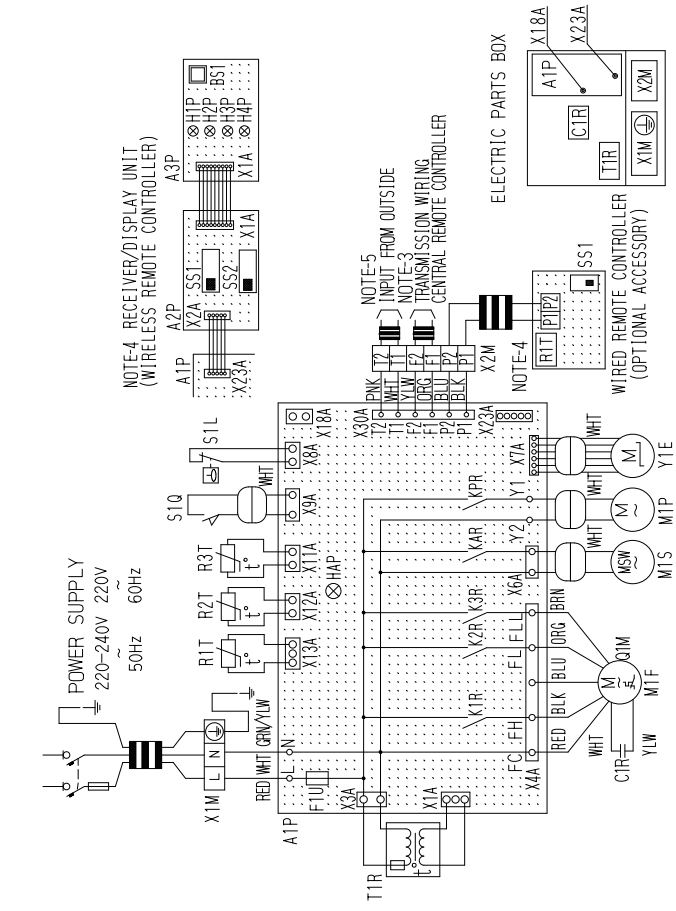 POWER SUPPLY
220-240V 220V
~ ~
50Hz 60Hz
L N
X1M
RED WHT GRN/YLW
L N
A1P
F1U
X3A
X1A
T1R
t°
R1T
t°
X13A
R2T
t°
X12A
R3T
t°
X11A
S1Q
X9A
WHT
S1L
X8A
X18A
HAP
X30A
T2 T1 F2 F1 P2 P1
PNK
WHT
YLW
ORG
BLU
BLK
T2 T1 F2 F1 P2 P1
X2M
X23A
K1R K2R K3R KAR KPR
FC FH FL FLL
X4A
X6A
Y2 Y1
X7A
RED BLK BLU ORG BRN
WHT
YLW
C1R
M
~
Q1M
M1F
WHT
MSW
M1S
WHT
M
~
M1P
WHT
M
Y1E
NOTE-4 RECEIVER/DISPLAY UNIT
(WIRELESS REMOTE CONTROLLER)
A1P
X23A
A2P
X2A
SS1
SS2
X1A
A3P
X1A
H1P
H2P
H3P
H4P
BS1
NOTE-5
INPUT FROM OUTSIDE
NOTE-3
TRANSMISSION WIRING
CENTRAL REMOTE CONTROLLER
NOTE-4
R1T
P1P2
SS1
WIRED REMOTE CONTROLLER
(OPTIONAL ACCESSORY)
ELECTRIC PARTS BOX
X18A
X23A
A1P
C1R
T1R
X1M
X2M